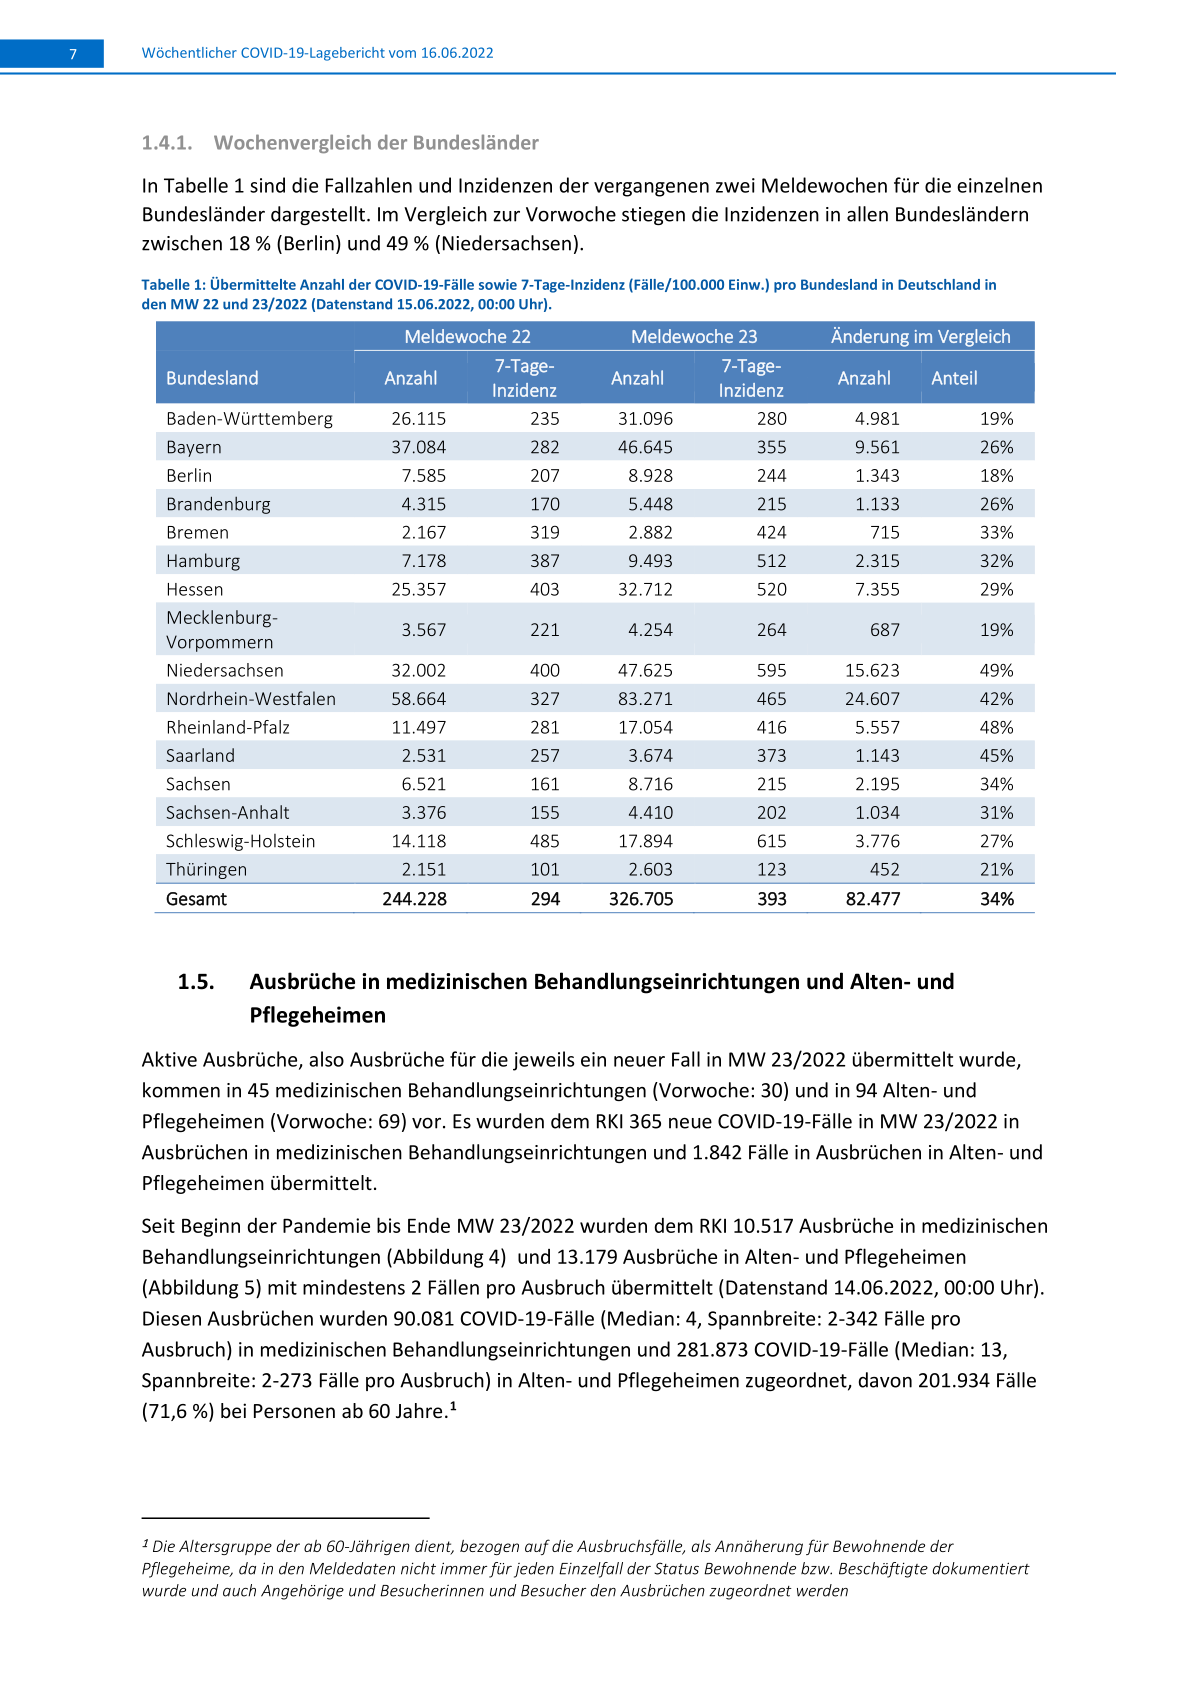 7 Wöchentlicher COVID-19-Lagebericht vom 16.06.2022
1.4.1. Wochenvergleich der Bundesländer
In Tabelle 1 sind die Fallzahlen und Inzidenzen der vergangenen zwei Meldewochen für die einzelnen
Bundesländer dargestellt. Im Vergleich zur Vorwoche stiegen die Inzidenzen in allen Bundesländern
zwischen 18 % (Berlin) und 49 % (Niedersachsen).
Tabelle 1: Übermittelte Anzahl der COVID-19-Fälle sowie 7-Tage-Inzidenz (Fälle/100.000 Einw.) pro Bundesland in Deutschland in
den MW 22 und 23/2022 (Datenstand 15.06.2022, 00:00 Uhr).
Meldewoche 22 Meldewoche 23 Änderung im Vergleich
Bundesland Anzahl 7-Tage-Inzidenz Anzahl 7-Tage-Inzidenz Anzahl Anteil
Baden-Württemberg 26.115 235 31.096 280 4.981 19%
Bayern 37.084 282 46.645 355 9.561 26%
Berlin 7.585 207 8.928 244 1.343 18%
Brandenburg 4.315 170 5.448 215 1.133 26%
Bremen 2.167 319 2.882 424 715 33%
Hamburg 7.178 387 9.493 512 2.315 32%
Hessen 25.357 403 32.712 520 7.355 29%
Mecklenburg-
Vorpommern 3.567 221 4.254 264 687 19%
Niedersachsen 32.002 400 47.625 595 15.623 49%
Nordrhein-Westfalen 58.664 327 83.271 465 24.607 42%
Rheinland-Pfalz 11.497 281 17.054 416 5.557 48%
Saarland 2.531 257 3.674 373 1.143 45%
Sachsen 6.521 161 8.716 215 2.195 34%
Sachsen-Anhalt 3.376 155 4.410 202 1.034 31%
Schleswig-Holstein 14.118 485 17.894 615 3.776 27%
Thüringen 2.151 101 2.603 123 452 21%
Gesamt 244.228 294 326.705 393 82.477 34%
1.5. Ausbrüche in medizinischen Behandlungseinrichtungen und Alten- und
Pflegeheimen
Aktive Ausbrüche, also Ausbrüche für die jeweils ein neuer Fall in MW 23/2022 übermittelt wurde,
kommen in 45 medizinischen Behandlungseinrichtungen (Vorwoche: 30) und in 94 Alten- und
Pflegeheimen (Vorwoche: 69) vor. Es wurden dem RKI 365 neue COVID-19-Fälle in MW 23/2022 in
Ausbrüchen in medizinischen Behandlungseinrichtungen und 1.842 Fälle in Ausbrüchen in Alten- und
Pflegeheimen übermittelt.
Seit Beginn der Pandemie bis Ende MW 23/2022 wurden dem RKI 10.517 Ausbrüche in medizinischen
Behandlungseinrichtungen (Abbildung 4) und 13.179 Ausbrüche in Alten- und Pflegeheimen
(Abbildung 5) mit mindestens 2 Fällen pro Ausbruch übermittelt (Datenstand 14.06.2022, 00:00 Uhr).
Diesen Ausbrüchen wurden 90.081 COVID-19-Fälle (Median: 4, Spannbreite: 2-342 Fälle pro
Ausbruch) in medizinischen Behandlungseinrichtungen und 281.873 COVID-19-Fälle (Median: 13,
Spannbreite: 2-273 Fälle pro Ausbruch) in Alten- und Pflegeheimen zugeordnet, davon 201.934 Fälle
(71,6 %) bei Personen ab 60 Jahre.¹
¹ Die Altersgruppe der ab 60-Jährigen dient, bezogen auf die Ausbruchsfälle, als Annäherung für Bewohnende der
Pflegeheime, da in den Meldedaten nicht immer für jeden Einzelfall der Status Bewohnende bzw. Beschäftigte dokumentiert
wurde und auch Angehörige und Besucherinnen und Besucher den Ausbrüchen zugeordnet werden